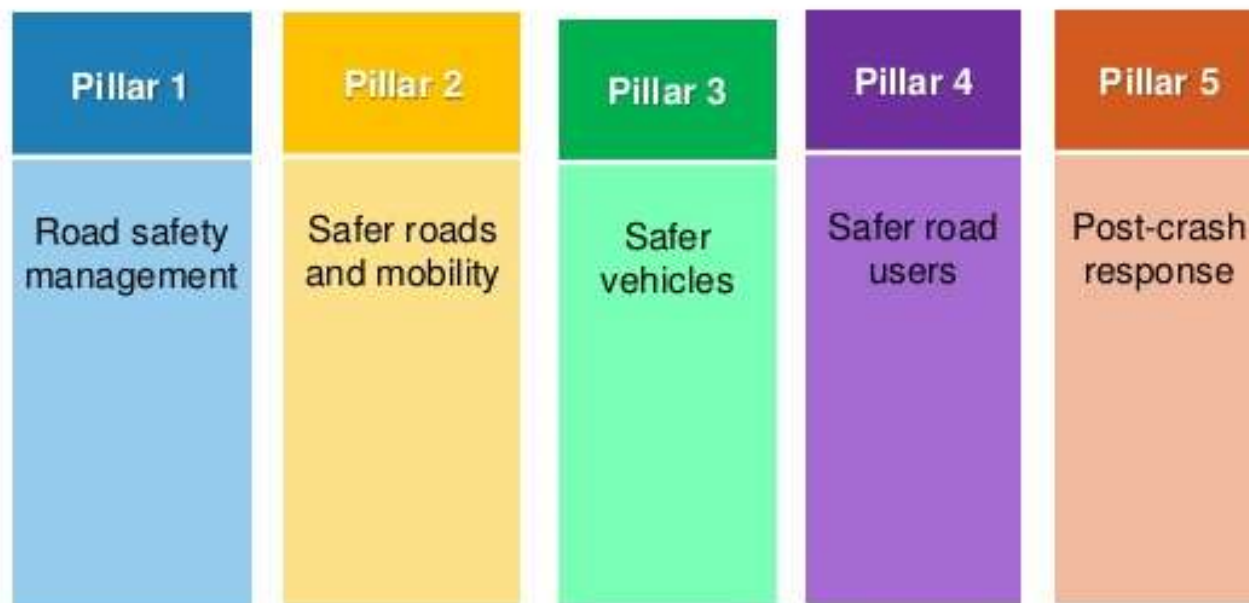 Pillar 1
Road safety
management
Pillar 2
Safer roads
and mobility
Pillar 3
Safer
vehicles
Pillar 4
Safer road
users
Pillar 5
Post-crash
response